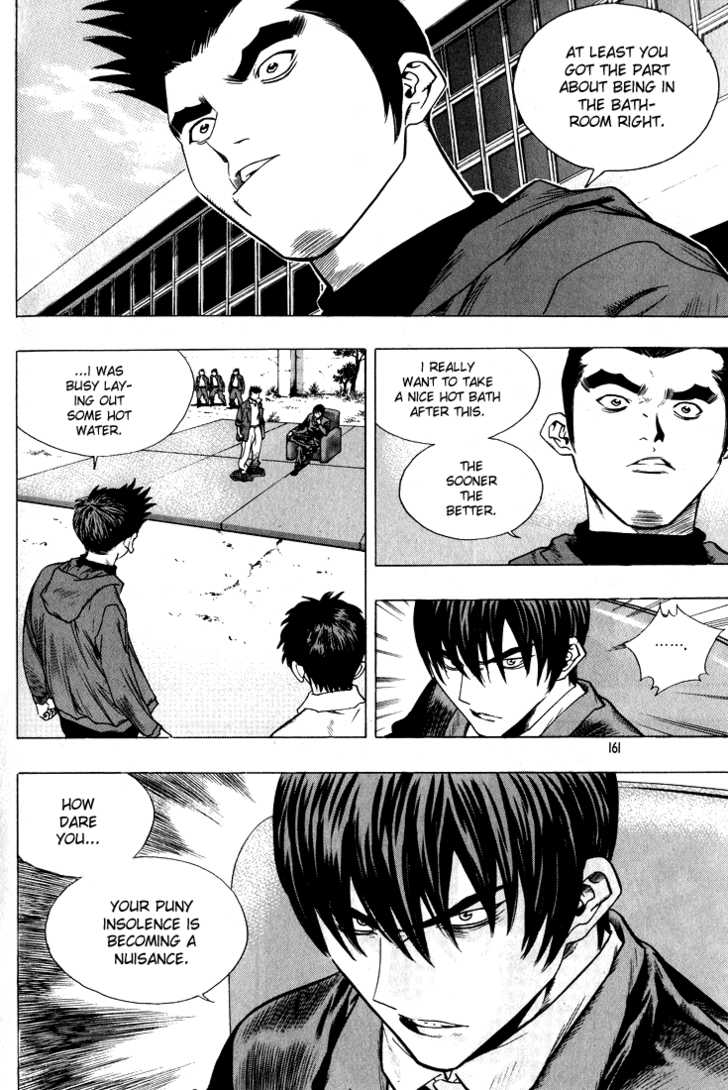 AT LEAST YOU
GOT THE PART
ABOUT BEING IN
THE BATH-
ROOM RIGHT.
...I WAS
BUSY LAY-
ING OUT
SOME HOT
WATER.
I REALLY
WANT TO TAKE
A NICE HOT BATH
AFTER THIS.
THE
SOONER
THE
BETTER.
.......
161
HOW
DARE
YOU...
YOUR PUNY
INSOLENCE IS
BECOMING A
NUISANCE.